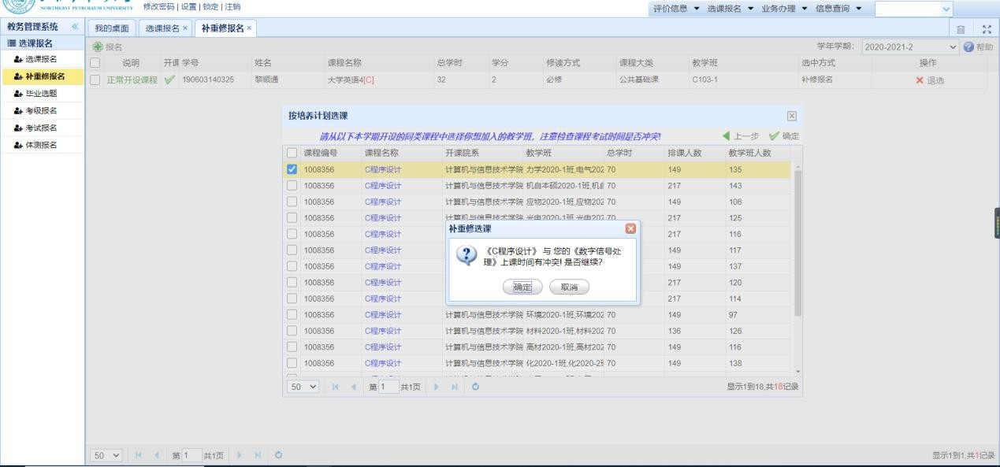 NORTHEAST PETROLEUM UNIVERSITY 修改密码 | 设置 | 锁定 | 注销
评价信息 选课报名 业务办理 信息查询
教务管理系统 我的桌面 选课报名 × 补重修报名 ×
选课报名
选课报名
补重修报名
毕业选题
考级报名
考试报名
体测报名
报名 学年学期: 2020-2021-2 帮助
说明 开课 学号 姓名 课程名称 总学时 学分 修读方式 课程大类 教学班 选中方式 操作
正常开设课程 190603140325 黎顺通 大学英语4[C] 32 2 必修 公共基础课 C103-1 补修报名 退选
按培养计划选课
请从以下本学期开设的同类课程中选择你想加入的教学班，注意检查课程考试时间是否冲突! 上一步 确定
课程编号 课程名称 开课院系 教学班 总学时 排课人数 教学班人数
1008356 C程序设计 计算机与信息技术学院 力学2020-1班,电气202 70 149 135
1008356 C程序设计 计算机与信息技术学院 机自本硕2020-1班,机自 70 217 143
1008356 C程序设计 计算机与信息技术学院 应物2020-1班,应物202 70 149 106
1008356 C程序设计 计算机与信息技术学院 光电2020-1班,光电202 70 217 125
1008356 C程序设计 217 116
1008356 C程序设计 149 117
1008356 C程序设计 149 137
1008356 C程序设计 217 120
1008356 C程序设计 217 114
1008356 C程序设计 计算机与信息技术学院 环境2020-1班,环境202 70 149 97
1008356 C程序设计 计算机与信息技术学院 材料2020-1班,材料202 70 136 126
1008356 C程序设计 计算机与信息技术学院 高材2020-1班,高材202 70 149 116
1008356 C程序设计 计算机与信息技术学院 化2020-1班,化2020-2班 70 149 138
补重修选课
《C程序设计》 与 您的《数字信号处
理》上课时间有冲突! 是否继续?
确定 取消
50 第 1 共1页 显示1到18,共18记录
50 第 1 共1页 显示1到1,共1记录